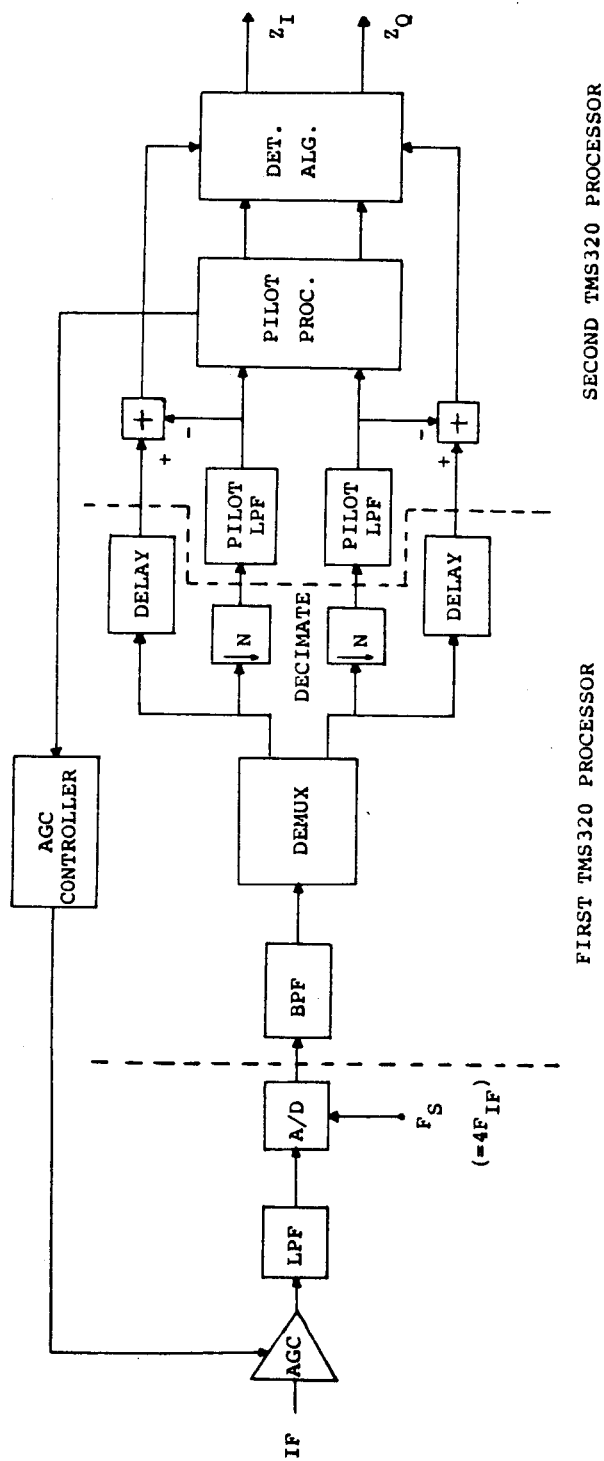 AGC
CONTROLLER
IF
AGC
LPF
A/D
F_S
(=4F_IF)
BPF
DEMUX
DELAY
↓N
DECIMATE
↓N
DELAY
PILOT
LPF
PILOT
LPF
+
-
+
-
+
+
PILOT
PROC.
DET.
ALG.
Z_I
Z_Q
FIRST TMS320 PROCESSOR
SECOND TMS320 PROCESSOR